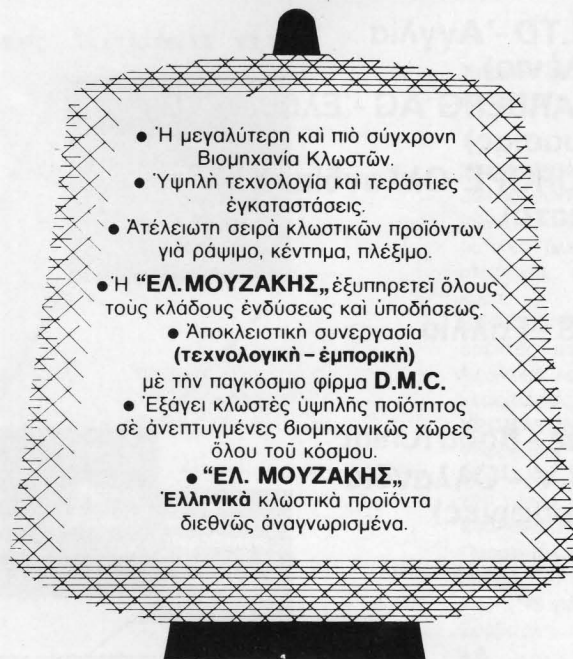 ● Ἡ μεγαλύτερη καὶ πιὸ σύγχρονη
Βιομηχανία Κλωστῶν.
● Ὑψηλὴ τεχνολογία καὶ τεράστιες
ἐγκαταστάσεις.
● Ἀτέλειωτη σειρὰ κλωστικῶν προϊόντων
γιὰ ράψιμο, κέντημα, πλέξιμο.
● Ἡ “ΕΛ. ΜΟΥΖΑΚΗΣ„ ἐξυπηρετεῖ ὅλους
τοὺς κλάδους ἐνδύσεως καὶ ὑποδήσεως.
● Ἀποκλειστικὴ συνεργασία
(τεχνολογικὴ – ἐμπορικὴ)
μὲ τὴν παγκόσμιο φίρμα D.M.C.
● Ἐξάγει κλωστὲς ὑψηλῆς ποϊότητος
σὲ ἀνεπτυγμένες βιομηχανικῶς χῶρες
ὅλου τοῦ κόσμου.
● “ΕΛ. ΜΟΥΖΑΚΗΣ„
Ἑλληνικὰ κλωστικὰ προϊόντα
διεθνῶς ἀναγνωρισμένα.